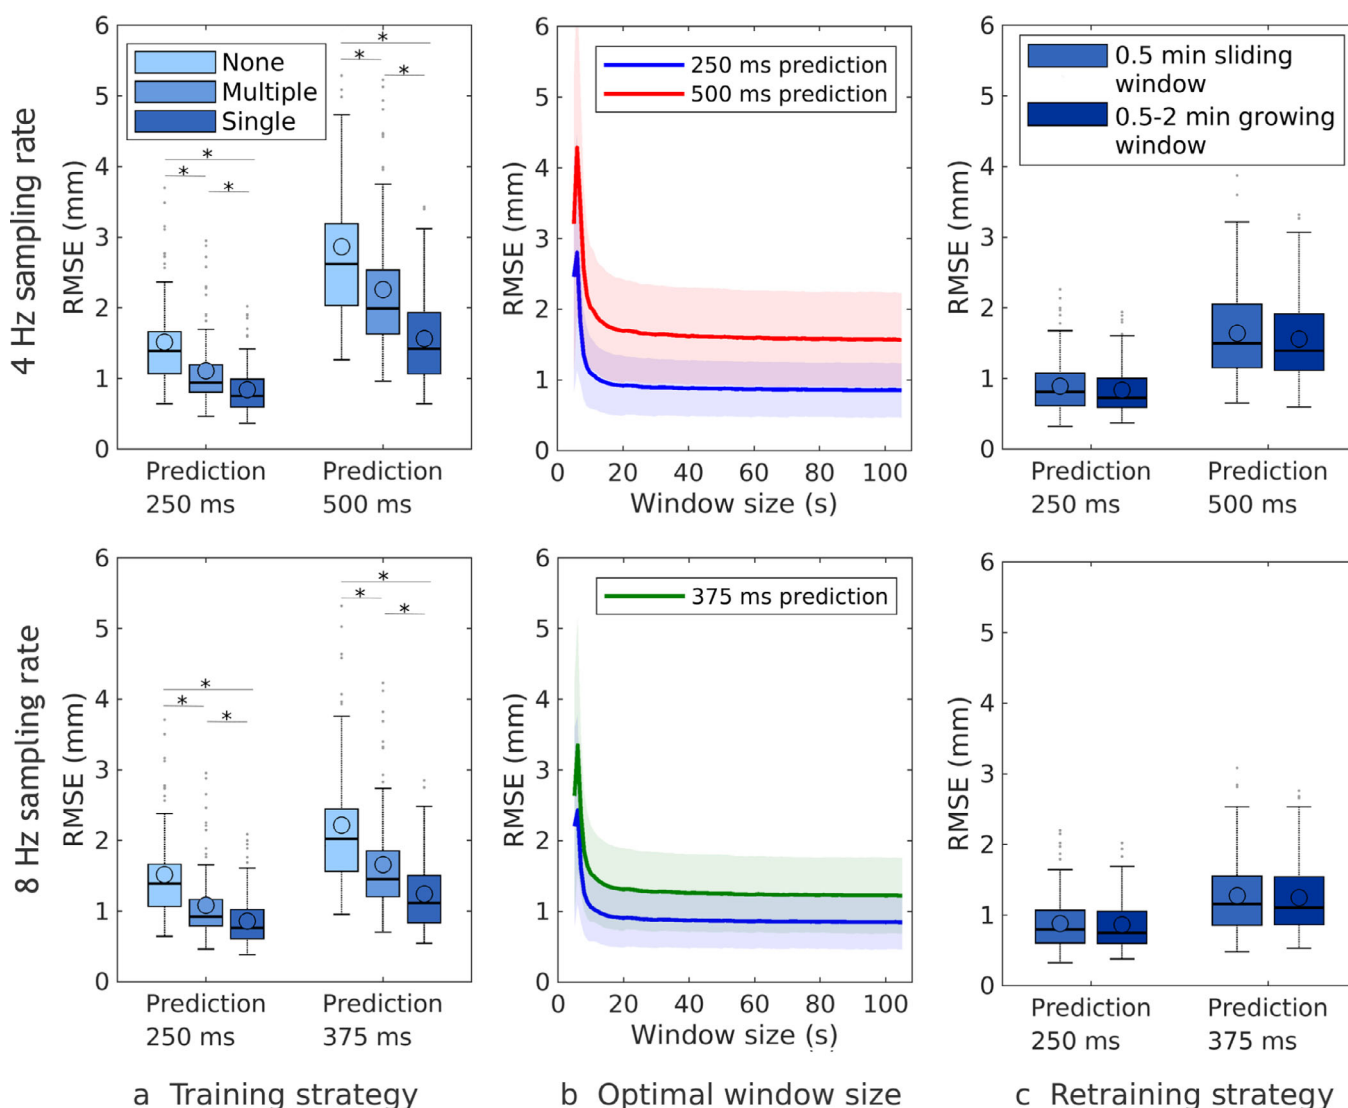 4 Hz sampling rate
RMSE (mm)
6
5
4
3
2
1
0
None
Multiple
Single
*
*
*
*
*
*
Prediction
250 ms
Prediction
500 ms
RMSE (mm)
6
5
4
3
2
1
0
250 ms prediction
500 ms prediction
0 20 40 60 80 100
Window size (s)
RMSE (mm)
6
5
4
3
2
1
0
0.5 min sliding
window
0.5-2 min growing
window
Prediction
250 ms
Prediction
500 ms
8 Hz sampling rate
RMSE (mm)
6
5
4
3
2
1
0
*
*
*
*
*
*
Prediction
250 ms
Prediction
375 ms
RMSE (mm)
6
5
4
3
2
1
0
375 ms prediction
0 20 40 60 80 100
Window size (s)
RMSE (mm)
6
5
4
3
2
1
0
Prediction
250 ms
Prediction
375 ms
a Training strategy
b Optimal window size
c Retraining strategy